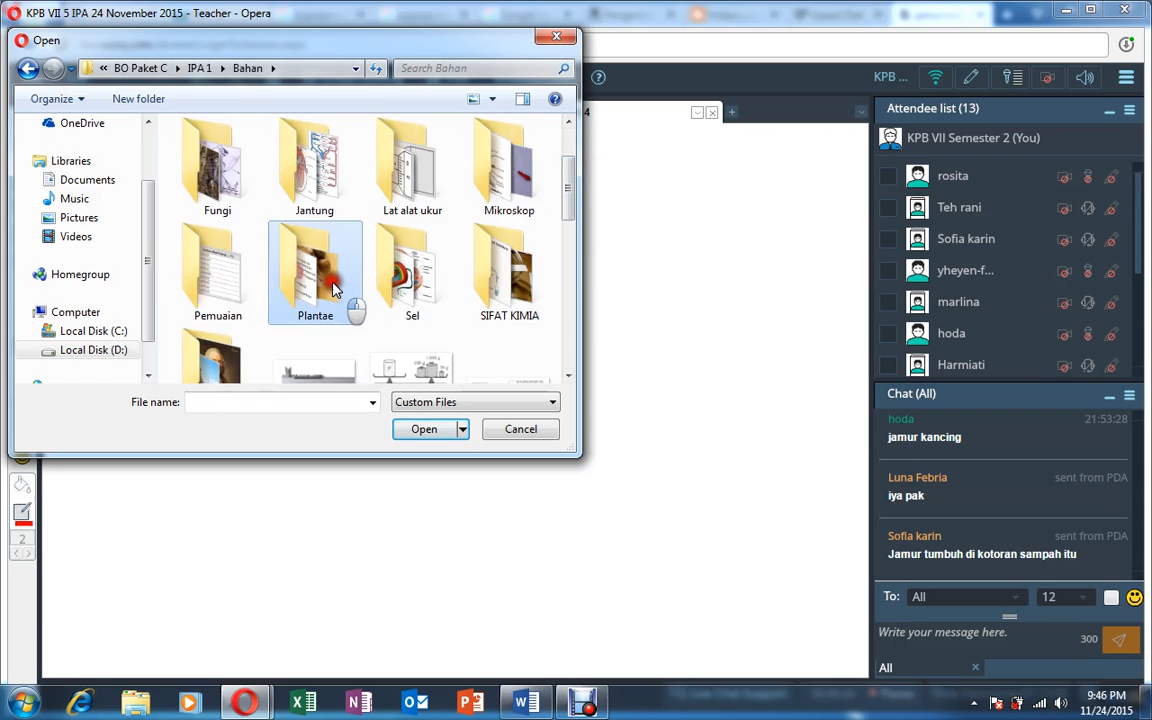 KPB VII 5 IPA 24 November 2015 - Teacher - Opera
Open
« BO Paket C IPA 1 Bahan
Search Bahan
Organize
New folder
OneDrive
Libraries
Documents
Music
Pictures
Videos
Homegroup
Computer
Local Disk (C:)
Local Disk (D:)
Fungi
Jantung
Lat alat ukur
Mikroskop
Pemuaian
Plantae
Sel
SIFAT KIMIA
File name:
Custom Files
Open
Cancel
2
4
KPB ...
Attendee list (13)
KPB VII Semester 2 (You)
rosita
Teh rani
Sofia karin
yheyen-f...
marlina
hoda
Harmiati
Chat (All)
hoda 21:53:28
jamur kancing
Luna Febria sent from PDA
iya pak
Sofia karin sent from PDA
Jamur tumbuh di kotoran sampah itu
To: All 12
Write your message here.
300
All
9:46 PM
11/24/2015